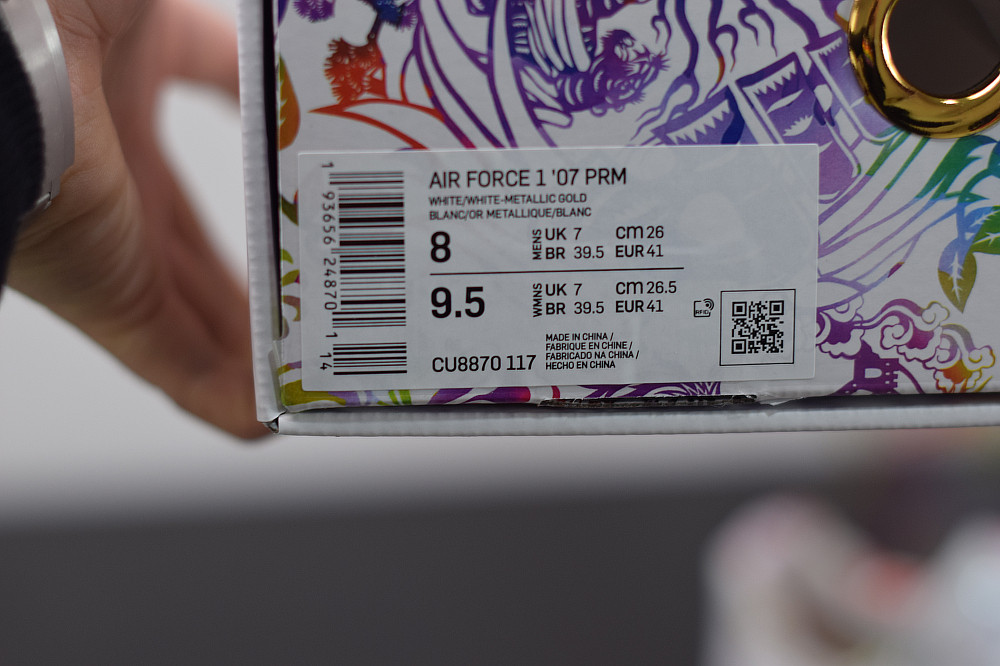 AIR FORCE 1 '07 PRM
WHITE/WHITE-METALLIC GOLD
BLANC/OR METALLIQUE/BLANC
8 MENS UK 7 CM 26
BR 39.5 EUR 41
9.5 WMNS UK 7 CM 26.5
BR 39.5 EUR 41
RFID
CU8870 117
MADE IN CHINA /
FABRIQUE EN CHINE /
FABRICADO NA CHINA /
HECHO EN CHINA
1 93656 24870 1 14